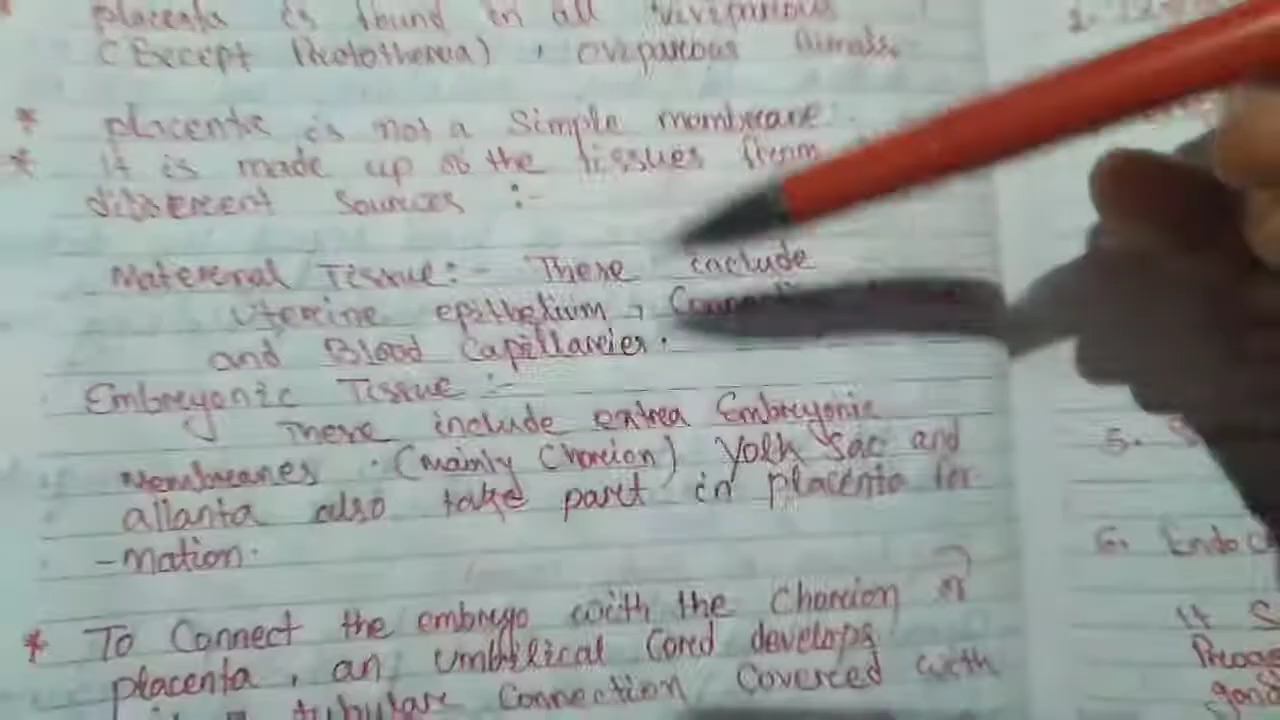 placenta is found in all
(Except Prototheria), oviparous Animals.
* placenta is not a simple membrane.
* It is made up of the tissues from
different sources :-
Maternal Tissue:- These include
Uterine epithelium,
and Blood Capillaries.
Embryonic Tissue :-
These include extra Embryonic
Membranes. (mainly Chorion) Yolk Sac and
allanta also take part in placenta for-
-mation.
* To Connect the embryo with the Chorion of
placenta, an Umbilical Cord develops
tubular Connection Covered with
5.
6. Endo
It S